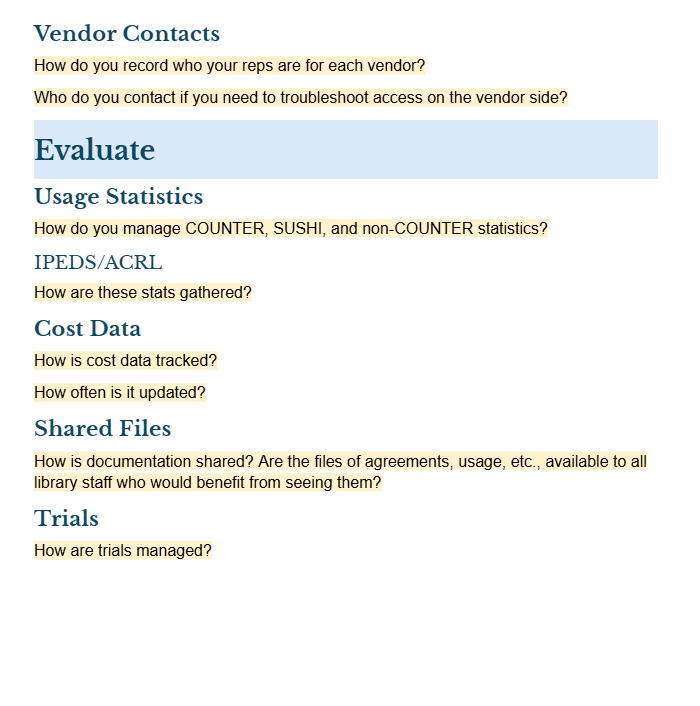 Vendor Contacts
How do you record who your reps are for each vendor?
Who do you contact if you need to troubleshoot access on the vendor side?
Evaluate
Usage Statistics
How do you manage COUNTER, SUSHI, and non-COUNTER statistics?
IPEDS/ACRL
How are these stats gathered?
Cost Data
How is cost data tracked?
How often is it updated?
Shared Files
How is documentation shared? Are the files of agreements, usage, etc., available to all
library staff who would benefit from seeing them?
Trials
How are trials managed?